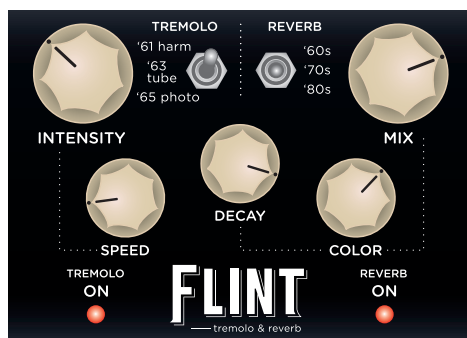 TREMOLO
REVERB
‘61 harm
‘63
tube
‘65 photo
‘60s
‘70s
‘80s
INTENSITY
MIX
DECAY
SPEED
COLOR
TREMOLO
ON
REVERB
ON
FLINT
tremolo & reverb